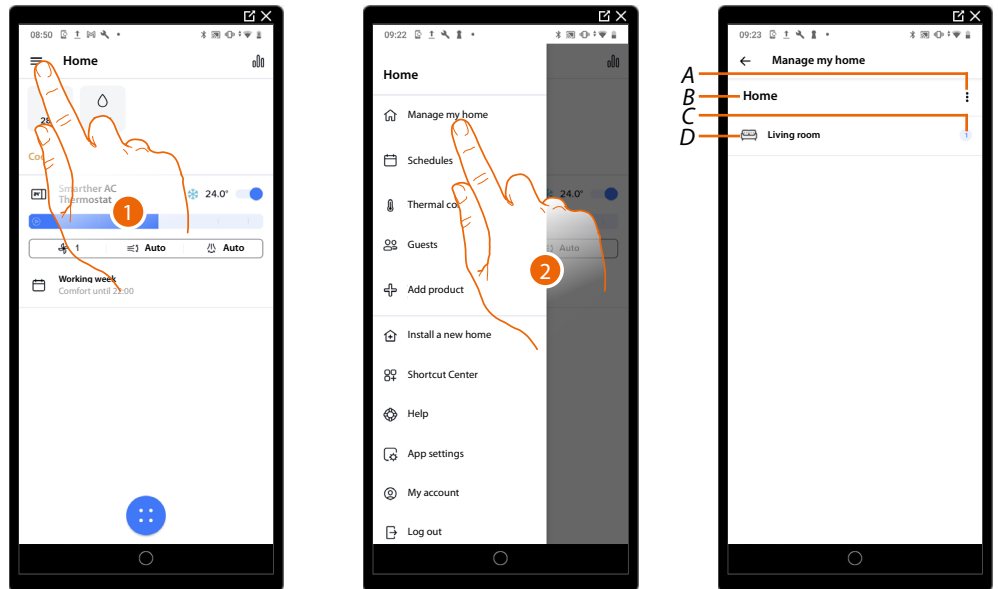 08:50
Home
28
Coo
Smarther AC
Thermostat
24.0°
1
1
Auto
Auto
Working week
Comfort until 22:00
09:22
Home
Manage my home
Schedules
Thermal co
Guests
Add product
Install a new home
Shortcut Center
Help
App settings
My account
Log out
24.0°
Auto
2
09:23
Manage my home
A
B
Home
C
D
Living room
1